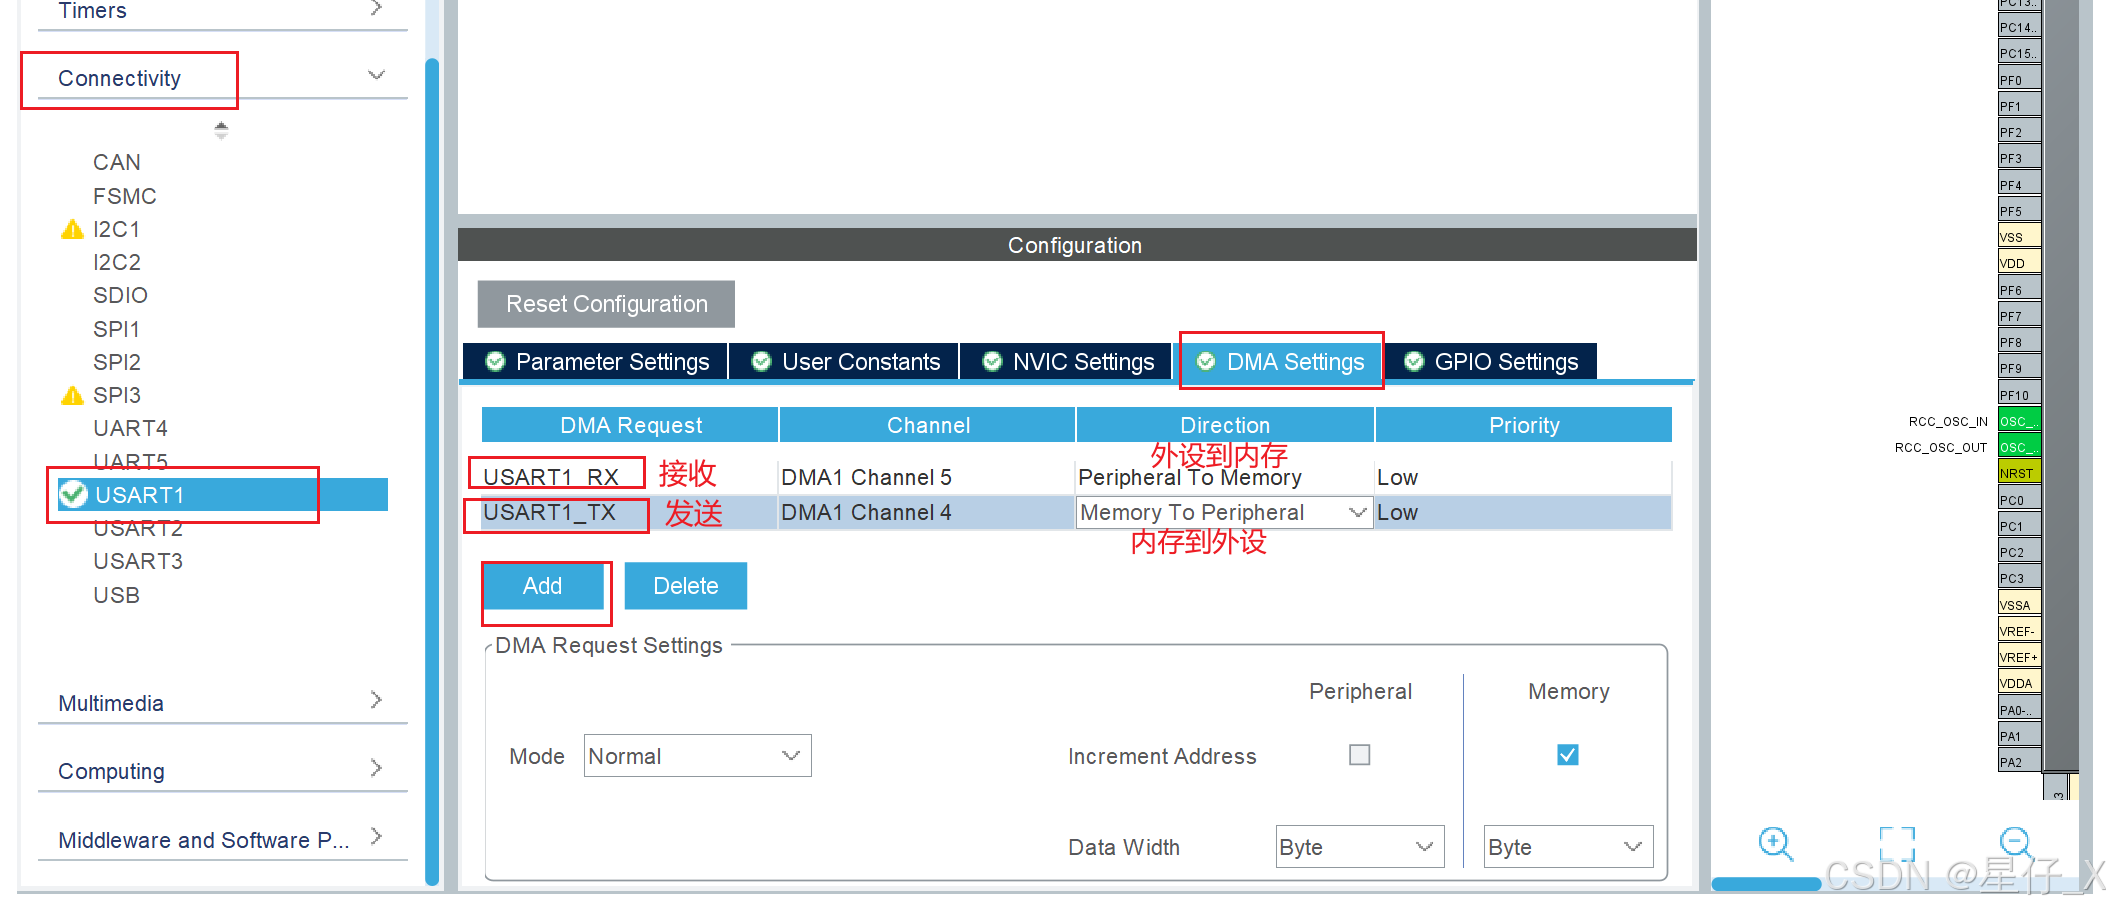 Timers
Connectivity
CAN
FSMC
I2C1
I2C2
SDIO
SPI1
SPI2
SPI3
UART4
UART5
USART1
USART2
USART3
USB
Multimedia
Computing
Middleware and Software P...
Configuration
Reset Configuration
Parameter Settings User Constants NVIC Settings DMA Settings GPIO Settings
DMA Request Channel Direction Priority
外设到内存
USART1_RX 接收 DMA1 Channel 5 Peripheral To Memory Low
USART1_TX 发送 DMA1 Channel 4 Memory To Peripheral Low
内存到外设
Add Delete
DMA Request Settings
Peripheral Memory
Mode Normal Increment Address
Data Width Byte Byte
PC13..
PC14..
PC15..
PF0
PF1
PF2
PF3
PF4
PF5
VSS
VDD
PF6
PF7
PF8
PF9
PF10
RCC_OSC_IN OSC_..
RCC_OSC_OUT OSC_..
NRST
PC0
PC1
PC2
PC3
VSSA
VREF-
VREF+
VDDA
PA0-..
PA1
PA2
3
CSDN @星仔_X